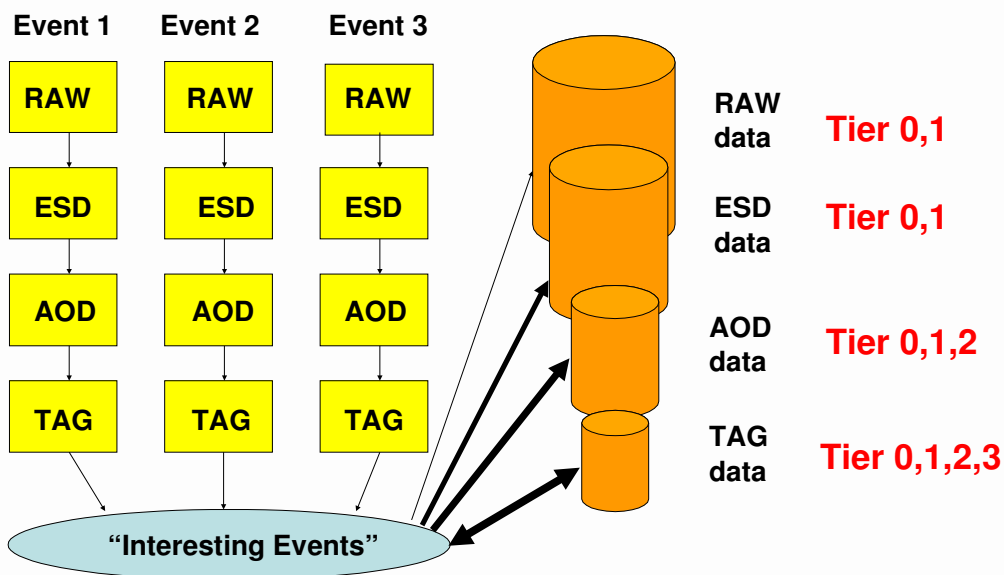 Event 1
Event 2
Event 3
RAW
RAW
RAW
ESD
ESD
ESD
AOD
AOD
AOD
TAG
TAG
TAG
“Interesting Events”
RAW
data
Tier 0,1
ESD
data
Tier 0,1
AOD
data
Tier 0,1,2
TAG
data
Tier 0,1,2,3